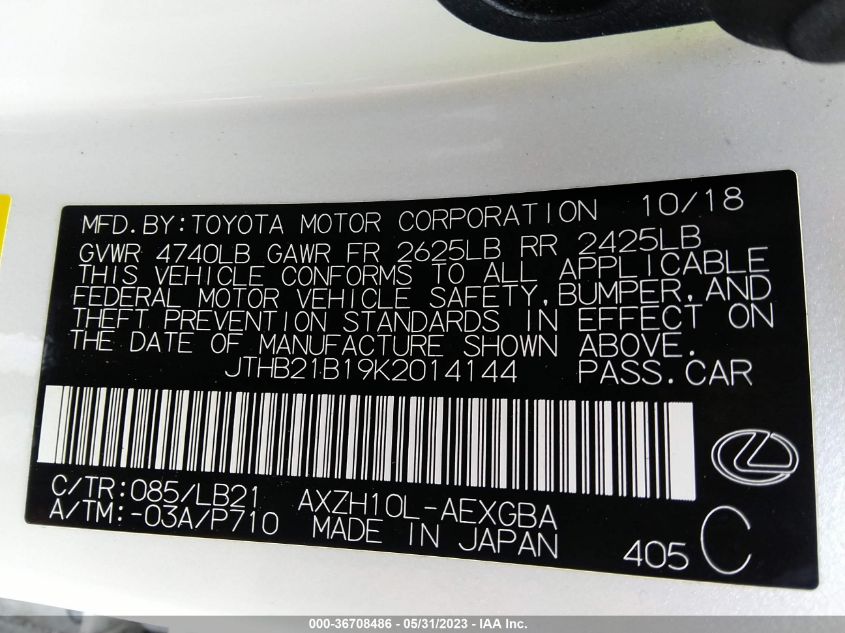 MFD.BY:TOYOTA MOTOR CORPORATION 10/18
GVWR 4740LB GAWR FR 2625LB RR 2425LB
THIS VEHICLE CONFORMS TO ALL APPLICABLE
FEDERAL MOTOR VEHICLE SAFETY,BUMPER,AND
THEFT PREVENTION STANDARDS IN EFFECT ON
THE DATE OF MANUFACTURE SHOWN ABOVE.
JTHB21B19K2014144 PASS.CAR
C/TR:085/LB21 AXZH10L-AEXGBA
A/TM:-03A/P710 MADE IN JAPAN 405 C
000-36708486 - 05/31/2023 - IAA Inc.